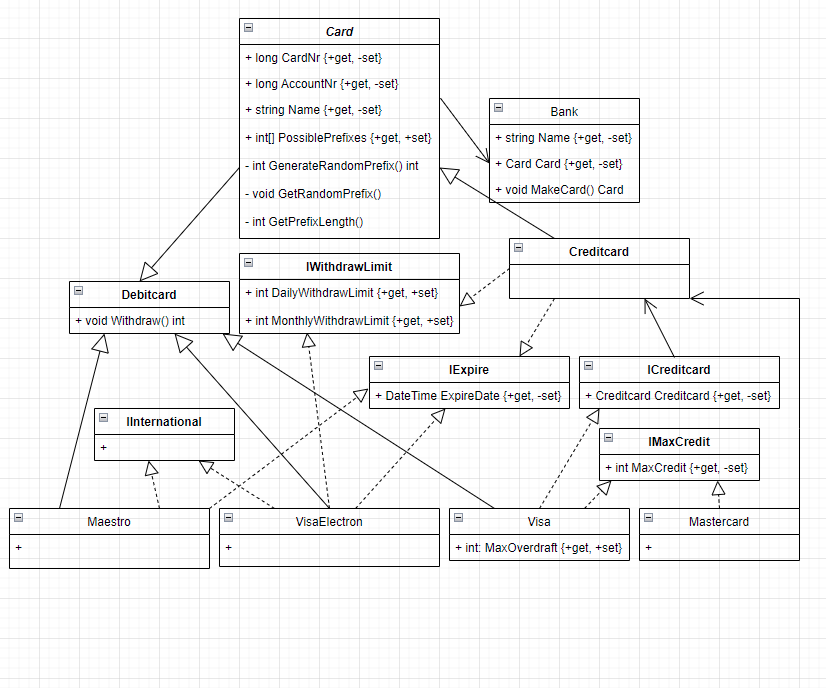 Card
+ long CardNr {+get, -set}
+ long AccountNr {+get, -set}
+ string Name {+get, -set}
+ int[] PossiblePrefixes {+get, +set}
- int GenerateRandomPrefix() int
- void GetRandomPrefix()
- int GetPrefixLength()
Bank
+ string Name {+get, -set}
+ Card Card {+get, -set}
+ void MakeCard() Card
Creditcard
IWithdrawLimit
+ int DailyWithdrawLimit {+get, +set}
+ int MonthlyWithdrawLimit {+get, +set}
Debitcard
+ void Withdraw() int
IExpire
+ DateTime ExpireDate {+get, -set}
ICreditcard
+ Creditcard Creditcard {+get, -set}
IInternational
+
IMaxCredit
+ int MaxCredit {+get, -set}
Maestro
+
VisaElectron
+
Visa
+ int: MaxOverdraft {+get, +set}
Mastercard
+